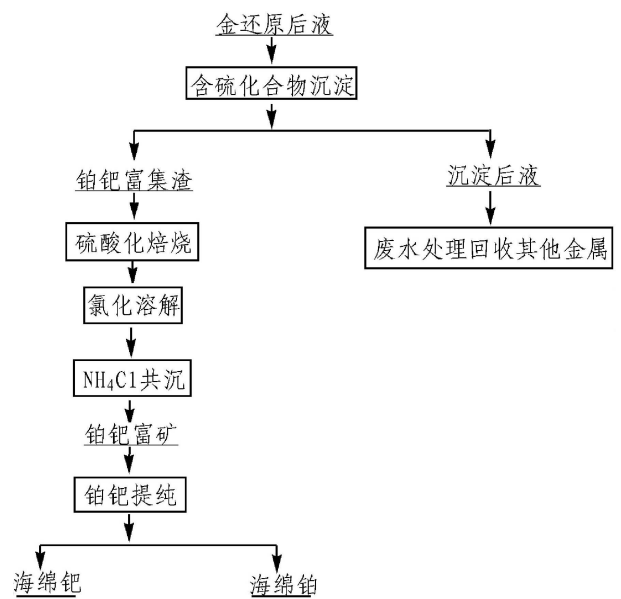 金还原后液
含硫化合物沉淀
铂钯富集渣
沉淀后液
硫酸化焙烧
废水处理回收其他金属
氯化溶解
NH₄Cl共沉
铂钯富矿
铂钯提纯
海绵钯
海绵铂